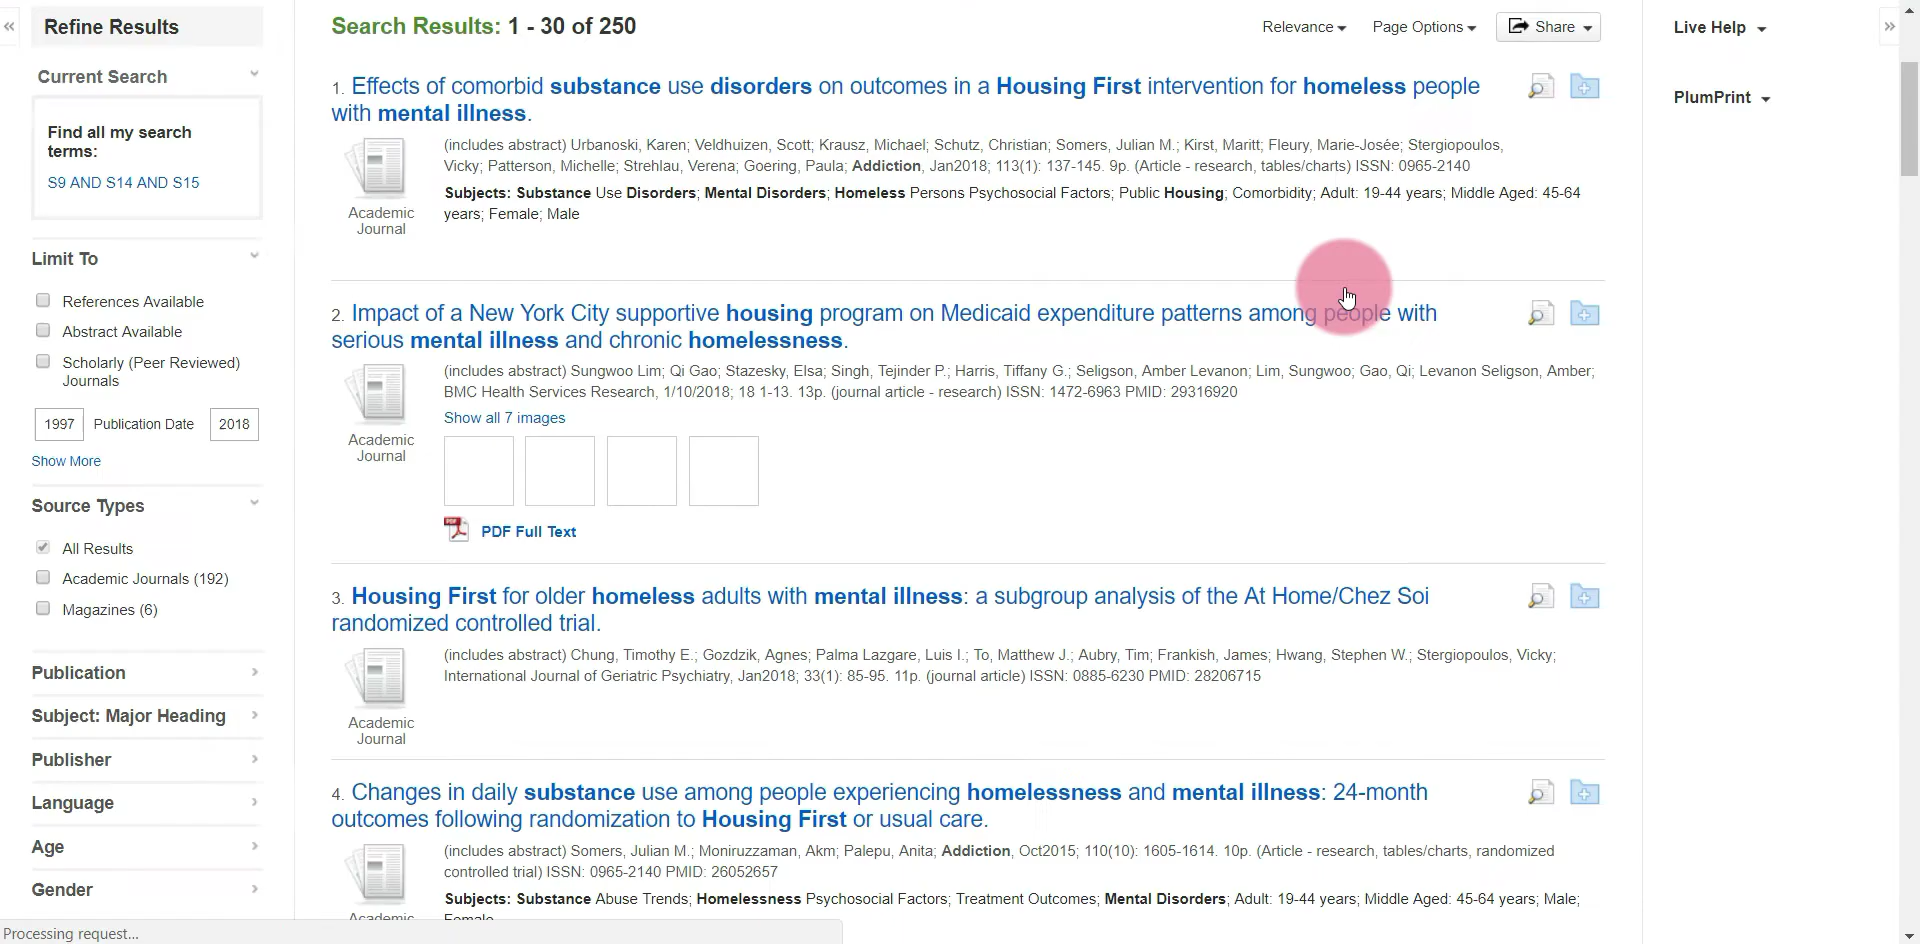 «
Refine Results
Current Search
Find all my search
terms:
S9 AND S14 AND S15
Limit To
References Available
Abstract Available
Scholarly (Peer Reviewed)
Journals
1997 Publication Date 2018
Show More
Source Types
All Results
Academic Journals (192)
Magazines (6)
Publication
Subject: Major Heading
Publisher
Language
Age
Gender
Processing request...
Search Results: 1 - 30 of 250
Relevance Page Options Share
1. Effects of comorbid substance use disorders on outcomes in a Housing First intervention for homeless people
with mental illness.
Academic
Journal
(includes abstract) Urbanoski, Karen; Veldhuizen, Scott; Krausz, Michael; Schutz, Christian; Somers, Julian M.; Kirst, Maritt; Fleury, Marie-Josée; Stergiopoulos,
Vicky; Patterson, Michelle; Strehlau, Verena; Goering, Paula; Addiction, Jan2018; 113(1): 137-145. 9p. (Article - research, tables/charts) ISSN: 0965-2140
Subjects: Substance Use Disorders; Mental Disorders; Homeless Persons Psychosocial Factors; Public Housing; Comorbidity; Adult: 19-44 years; Middle Aged: 45-64
years; Female; Male
2. Impact of a New York City supportive housing program on Medicaid expenditure patterns among people with
serious mental illness and chronic homelessness.
Academic
Journal
(includes abstract) Sungwoo Lim; Qi Gao; Stazesky, Elsa; Singh, Tejinder P.; Harris, Tiffany G.; Seligson, Amber Levanon; Lim, Sungwoo; Gao, Qi; Levanon Seligson, Amber;
BMC Health Services Research, 1/10/2018; 18 1-13. 13p. (journal article - research) ISSN: 1472-6963 PMID: 29316920
Show all 7 images
PDF PDF Full Text
3. Housing First for older homeless adults with mental illness: a subgroup analysis of the At Home/Chez Soi
randomized controlled trial.
Academic
Journal
(includes abstract) Chung, Timothy E.; Gozdzik, Agnes; Palma Lazgare, Luis I.; To, Matthew J.; Aubry, Tim; Frankish, James; Hwang, Stephen W.; Stergiopoulos, Vicky;
International Journal of Geriatric Psychiatry, Jan2018; 33(1): 85-95. 11p. (journal article) ISSN: 0885-6230 PMID: 28206715
4. Changes in daily substance use among people experiencing homelessness and mental illness: 24-month
outcomes following randomization to Housing First or usual care.
Academic
(includes abstract) Somers, Julian M.; Moniruzzaman, Akm; Palepu, Anita; Addiction, Oct2015; 110(10): 1605-1614. 10p. (Article - research, tables/charts, randomized
controlled trial) ISSN: 0965-2140 PMID: 26052657
Subjects: Substance Abuse Trends; Homelessness Psychosocial Factors; Treatment Outcomes; Mental Disorders; Adult: 19-44 years; Middle Aged: 45-64 years; Male;
Female
Live Help
»
PlumPrint